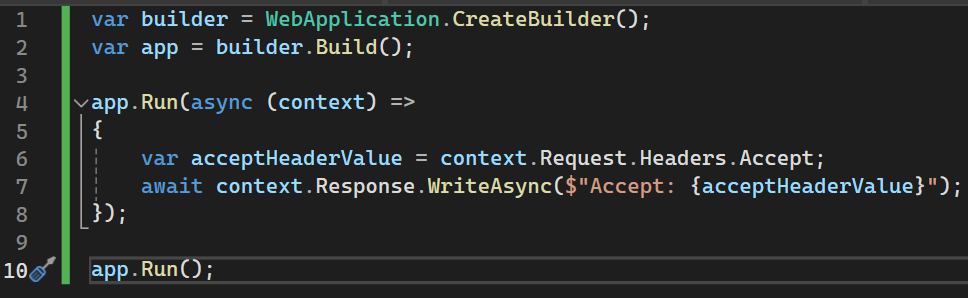 1 var builder = WebApplication.CreateBuilder();
2 var app = builder.Build();
3
4 app.Run(async (context) =>
5 {
6     var acceptHeaderValue = context.Request.Headers.Accept;
7     await context.Response.WriteAsync($"Accept: {acceptHeaderValue}");
8 });
9
10 app.Run();